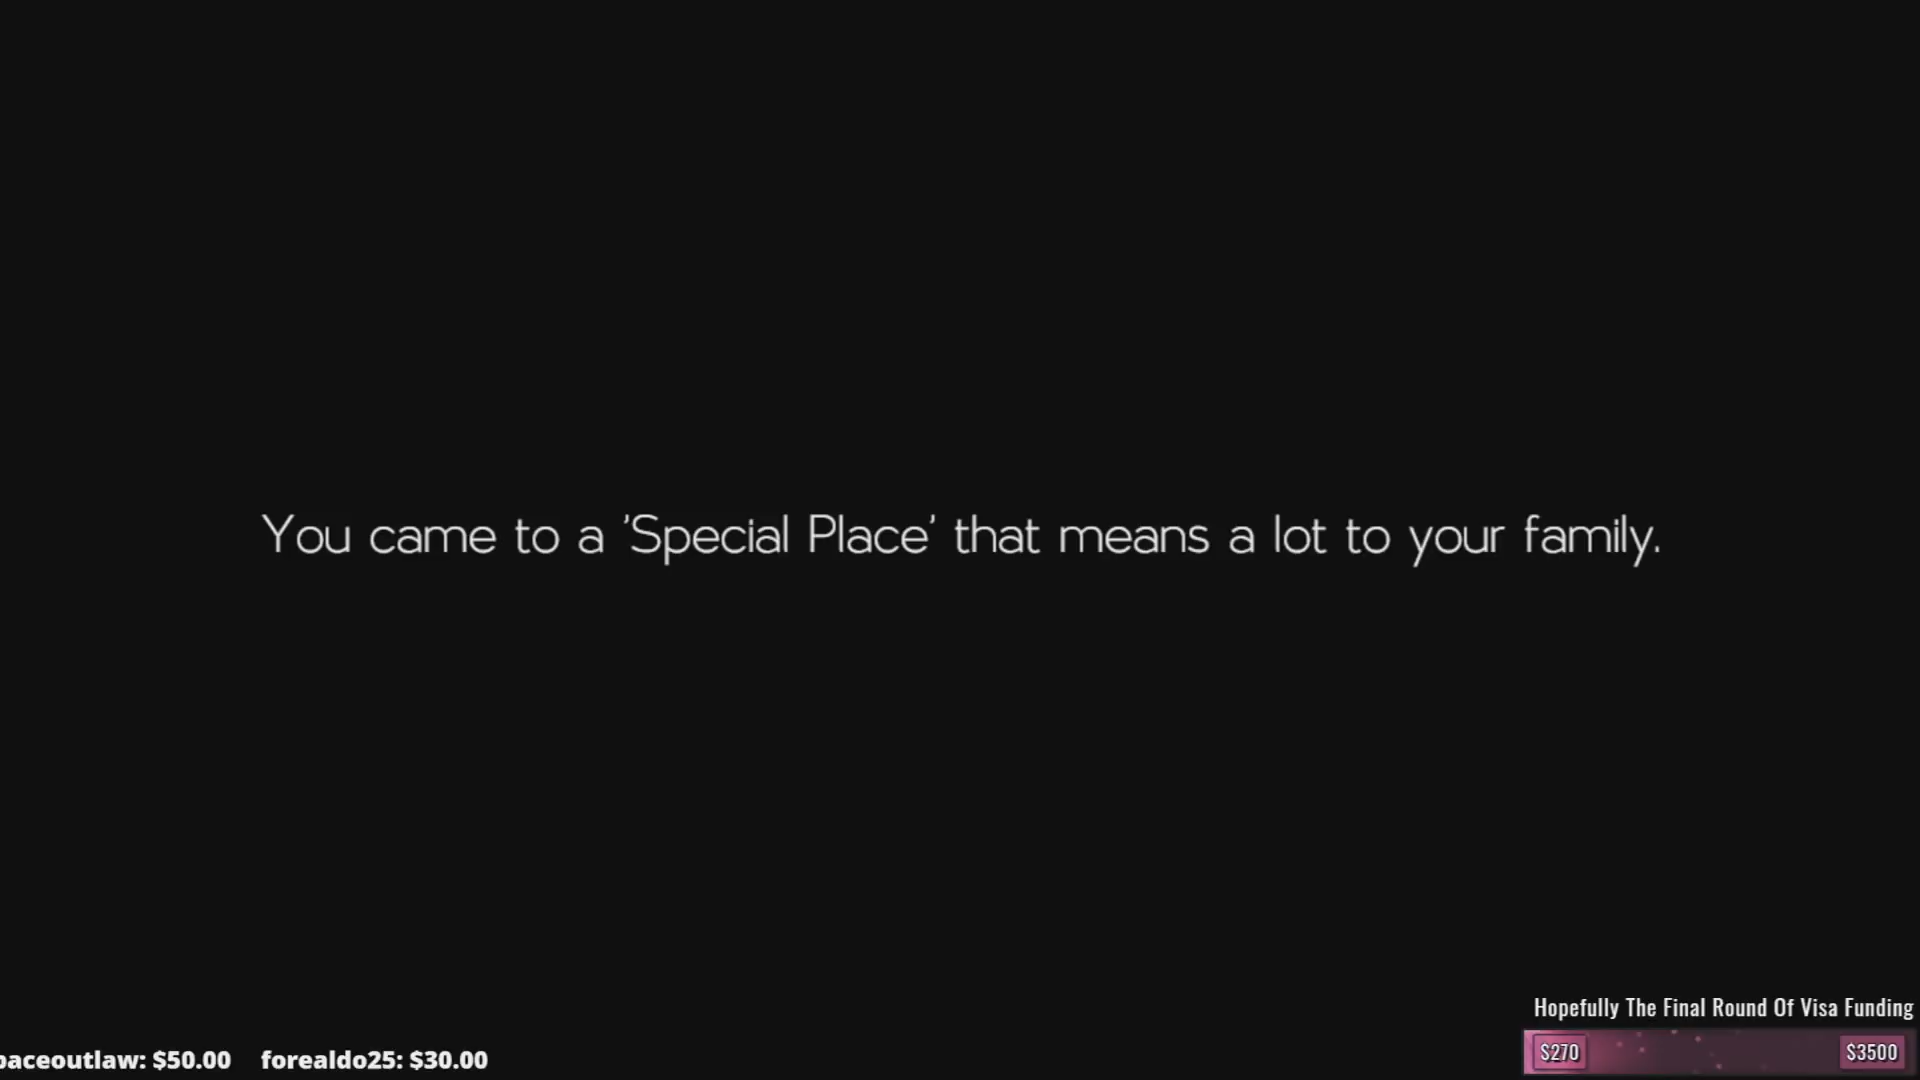 You came to a 'Special Place' that means a lot to your family.
Hopefully The Final Round Of Visa Funding
$270 $3500
paceoutlaw: $50.00 forealdo25: $30.00